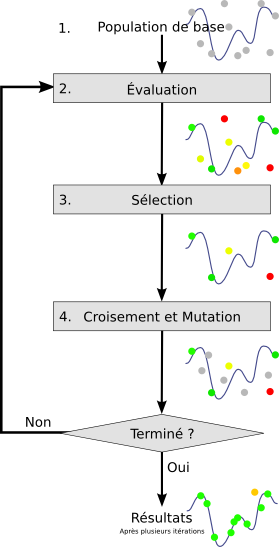 1. Population de base
2. Évaluation
3. Sélection
4. Croisement et Mutation
Terminé ?
Non
Oui
Résultats
Après plusieurs itérations